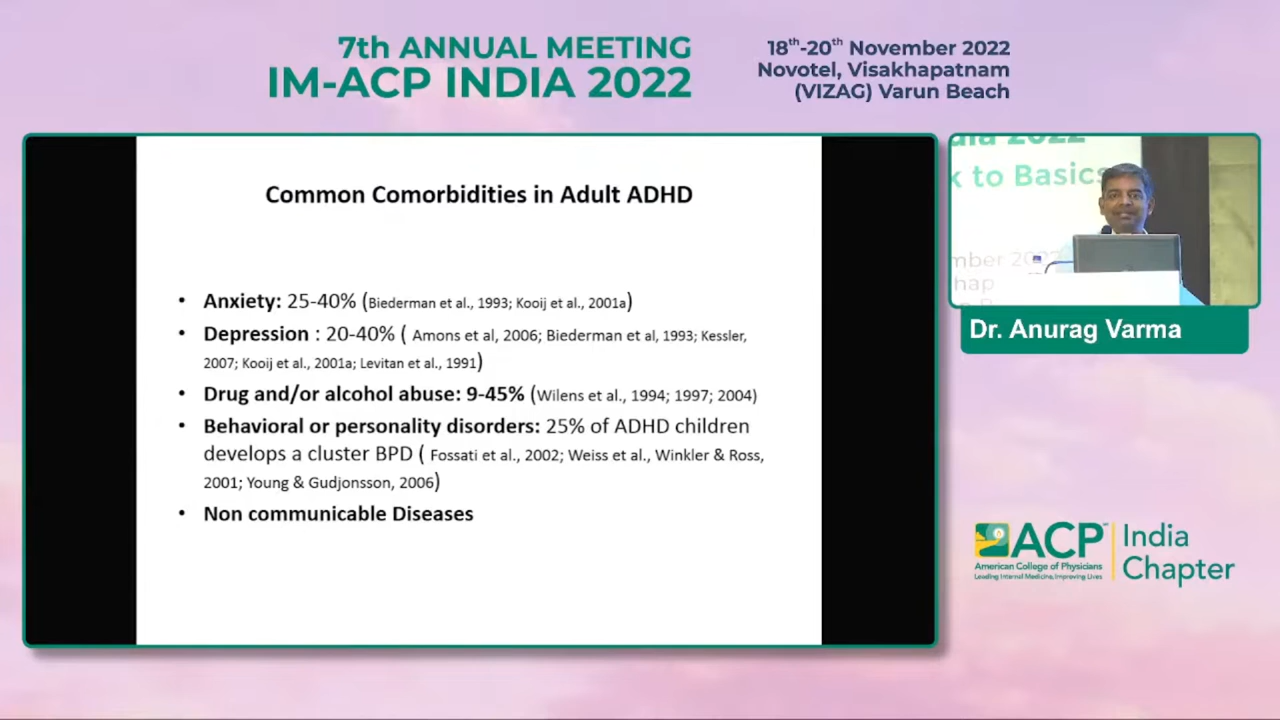 7th ANNUAL MEETING
IM-ACP INDIA 2022
18th-20th November 2022
Novotel, Visakhapatnam
(VIZAG) Varun Beach
Common Comorbidities in Adult ADHD
• Anxiety: 25-40% (Biederman et al., 1993; Kooij et al., 2001a)
• Depression : 20-40% ( Amons et al, 2006; Biederman et al, 1993; Kessler,
2007; Kooij et al., 2001a; Levitan et al., 1991)
• Drug and/or alcohol abuse: 9-45% (Wilens et al., 1994; 1997; 2004)
• Behavioral or personality disorders: 25% of ADHD children
develops a cluster BPD ( Fossati et al., 2002; Weiss et al., Winkler & Ross,
2001; Young & Gudjonsson, 2006)
• Non communicable Diseases
2022
k to Basics
mber 202
hap
Dr. Anurag Varma
ACP™
American College of Physicians
Leading Internal Medicine, Improving Lives
India
Chapter